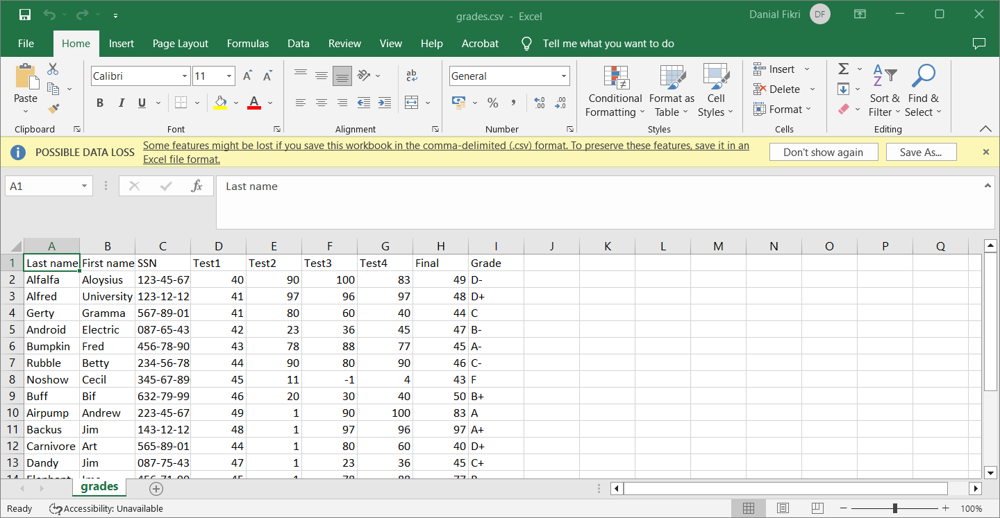 grades.csv - Excel
Danial Fikri DF
File Home Insert Page Layout Formulas Data Review View Help Acrobat Tell me what you want to do
Paste
Clipboard
Calibri 11
B I U A
Font
ab
Alignment
General
% ,
Number
Conditional Formatting
Format as Table
Cell Styles
Styles
Insert
Delete
Format
Cells
Sort & Filter
Find & Select
Editing
POSSIBLE DATA LOSS
Some features might be lost if you save this workbook in the comma-delimited (.csv) format. To preserve these features, save it in an
Excel file format.
Don't show again
Save As...
A1 fx Last name
A B C D E F G H I J K L M N O P Q
1 Last name First name SSN Test1 Test2 Test3 Test4 Final Grade
2 Alfalfa Aloysius 123-45-67 40 90 100 83 49 D-
3 Alfred University 123-12-12 41 97 96 97 48 D+
4 Gerty Gramma 567-89-01 41 80 60 40 44 C
5 Android Electric 087-65-43 42 23 36 45 47 B-
6 Bumpkin Fred 456-78-90 43 78 88 77 45 A-
7 Rubble Betty 234-56-78 44 90 80 90 46 C-
8 Noshow Cecil 345-67-89 45 11 -1 4 43 F
9 Buff Bif 632-79-99 46 20 30 40 50 B+
10 Airpump Andrew 223-45-67 49 1 90 100 83 A
11 Backus Jim 143-12-12 48 1 97 96 97 A+
12 Carnivore Art 565-89-01 44 1 80 60 40 D+
13 Dandy Jim 087-75-43 47 1 23 36 45 C+
grades
Ready Accessibility: Unavailable 100%